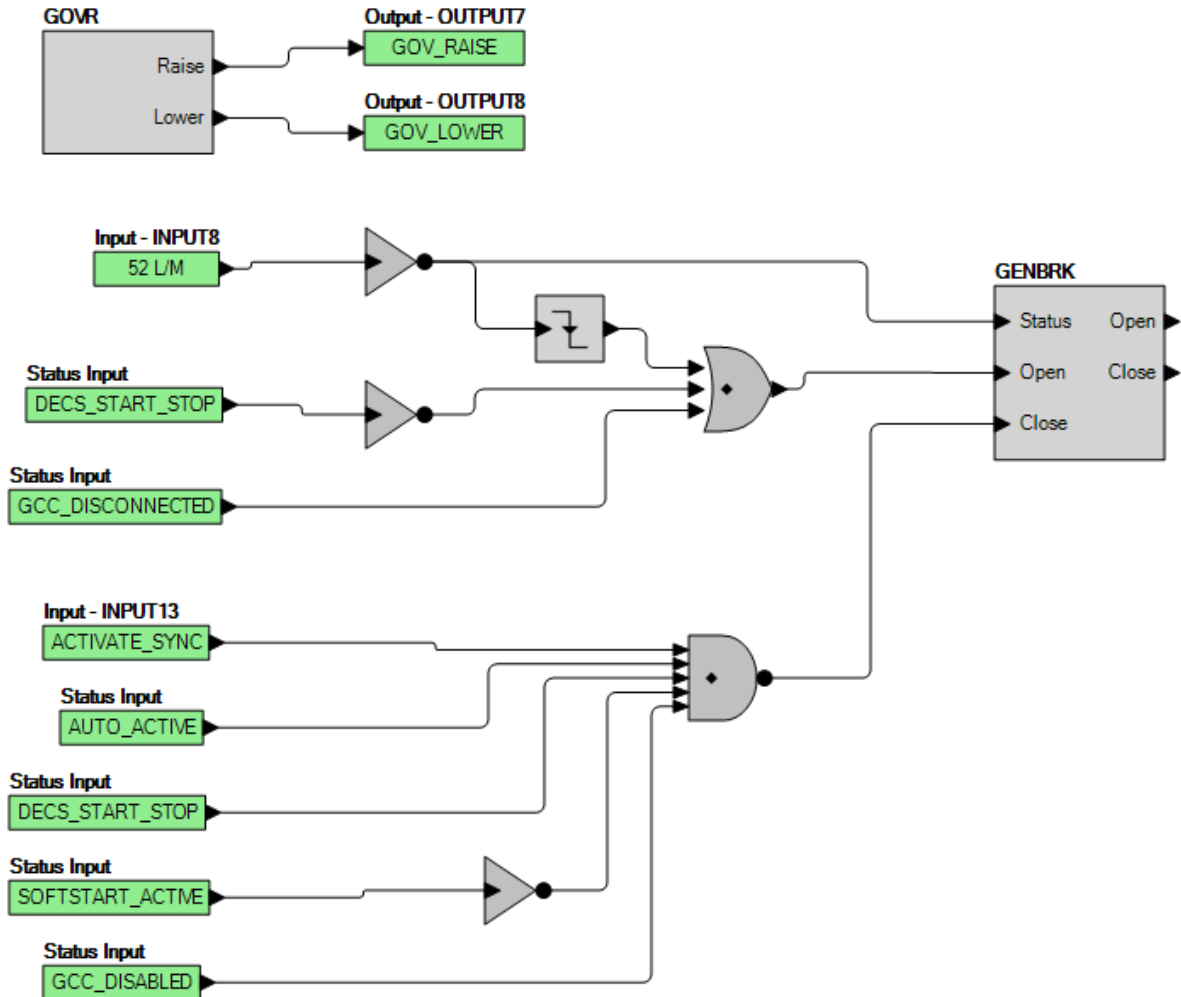 GOVR
Raise
Lower
Output - OUTPUT7
GOV_RAISE
Output - OUTPUT8
GOV_LOWER
Input - INPUT8
52 L/M
Status Input
DECS_START_STOP
Status Input
GCC_DISCONNECTED
GENBRK
Status Open
Open Close
Close
Input - INPUT13
ACTIVATE_SYNC
Status Input
AUTO_ACTIVE
Status Input
DECS_START_STOP
Status Input
SOFTSTART_ACTIVE
Status Input
GCC_DISABLED